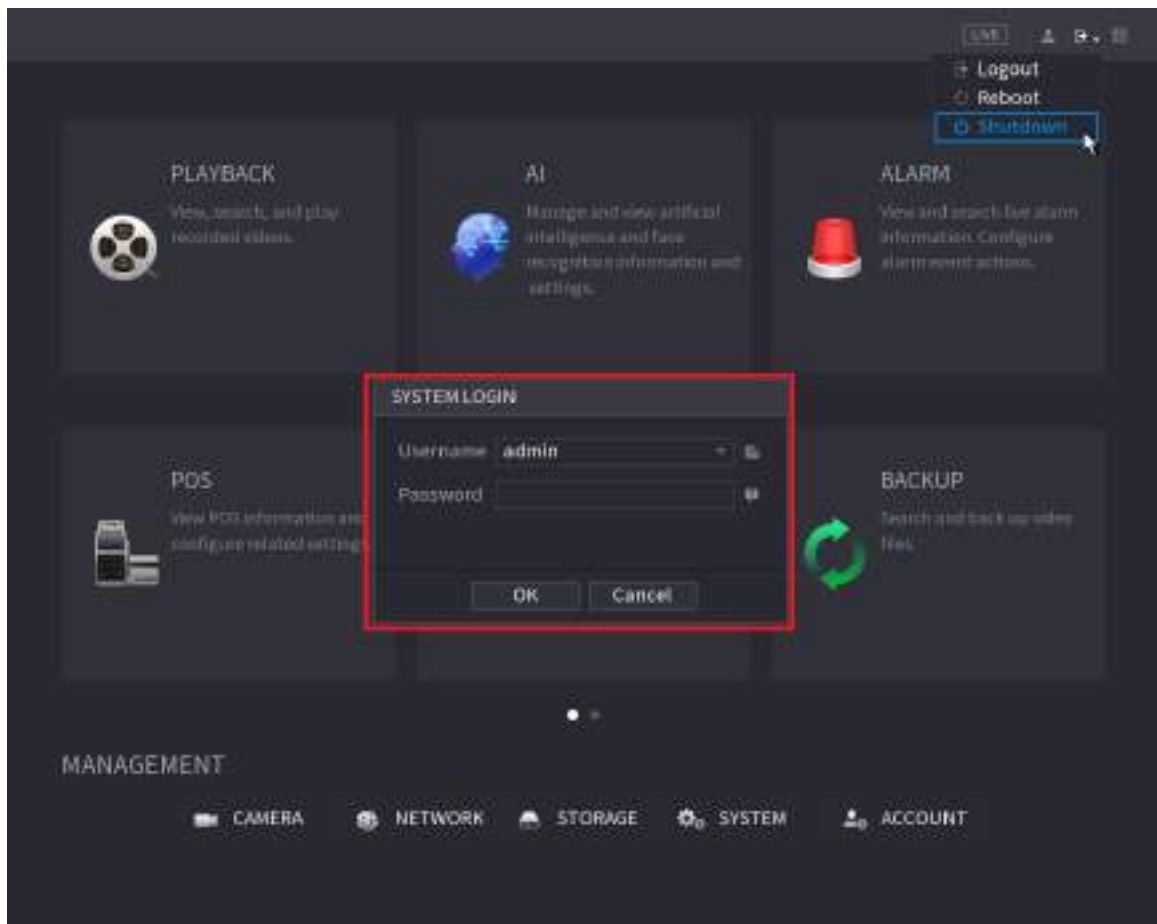 LIVE
Logout
Reboot
Shutdown
PLAYBACK
View, search, and play
recorded videos.
AI
Manage and view artificial
intelligence and face
recognition information and
settings.
ALARM
View and search live alarm
information. Configure
alarm event actions.
SYSTEM LOGIN
Username admin
Password
OK Cancel
POS
View POS information and
configure related settings
BACKUP
Search and back up video
files.
MANAGEMENT
CAMERA NETWORK STORAGE SYSTEM ACCOUNT